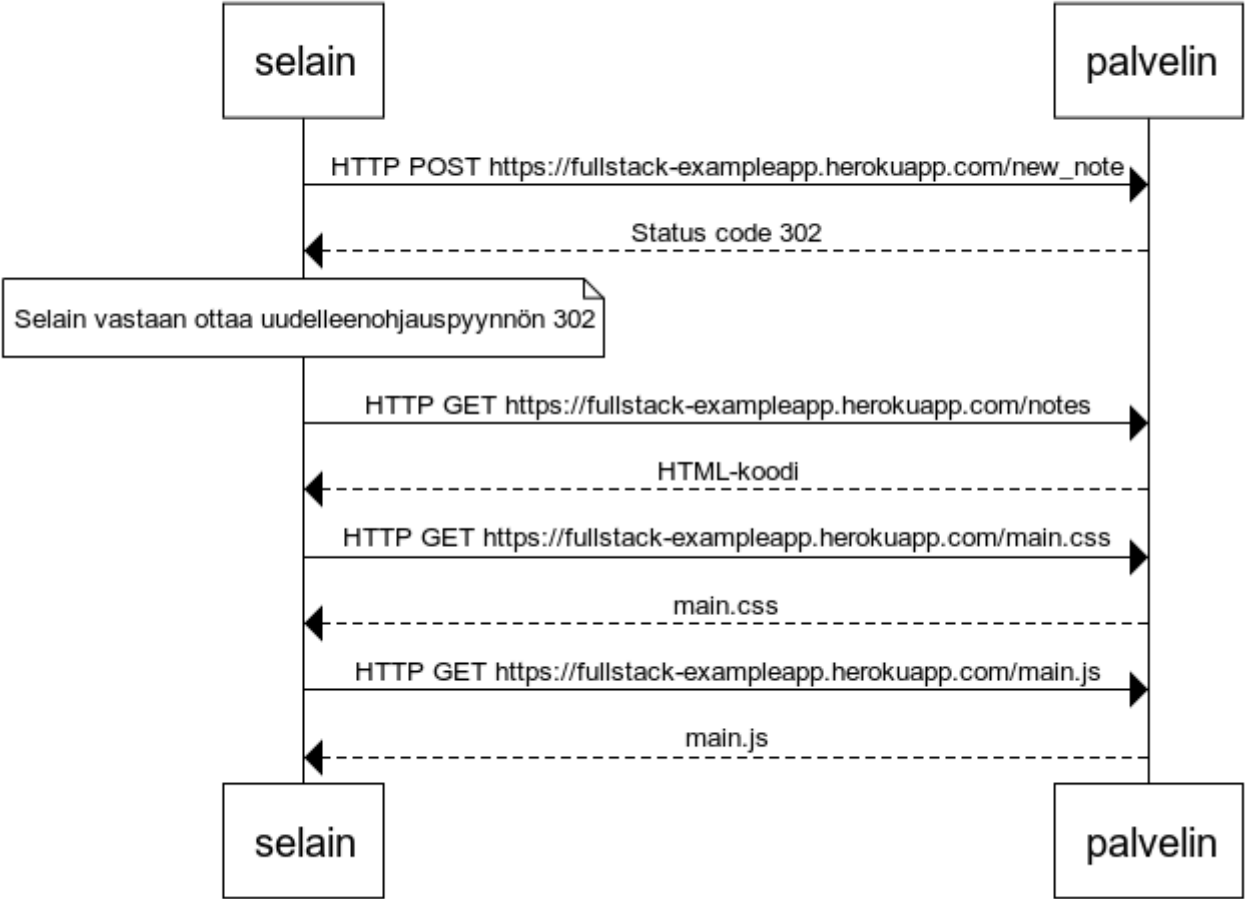 selain
palvelin
HTTP POST https://fullstack-exampleapp.herokuapp.com/new_note
Status code 302
Selain vastaan ottaa uudelleenohjauspyynnön 302
HTTP GET https://fullstack-exampleapp.herokuapp.com/notes
HTML-koodi
HTTP GET https://fullstack-exampleapp.herokuapp.com/main.css
main.css
HTTP GET https://fullstack-exampleapp.herokuapp.com/main.js
main.js
selain
palvelin